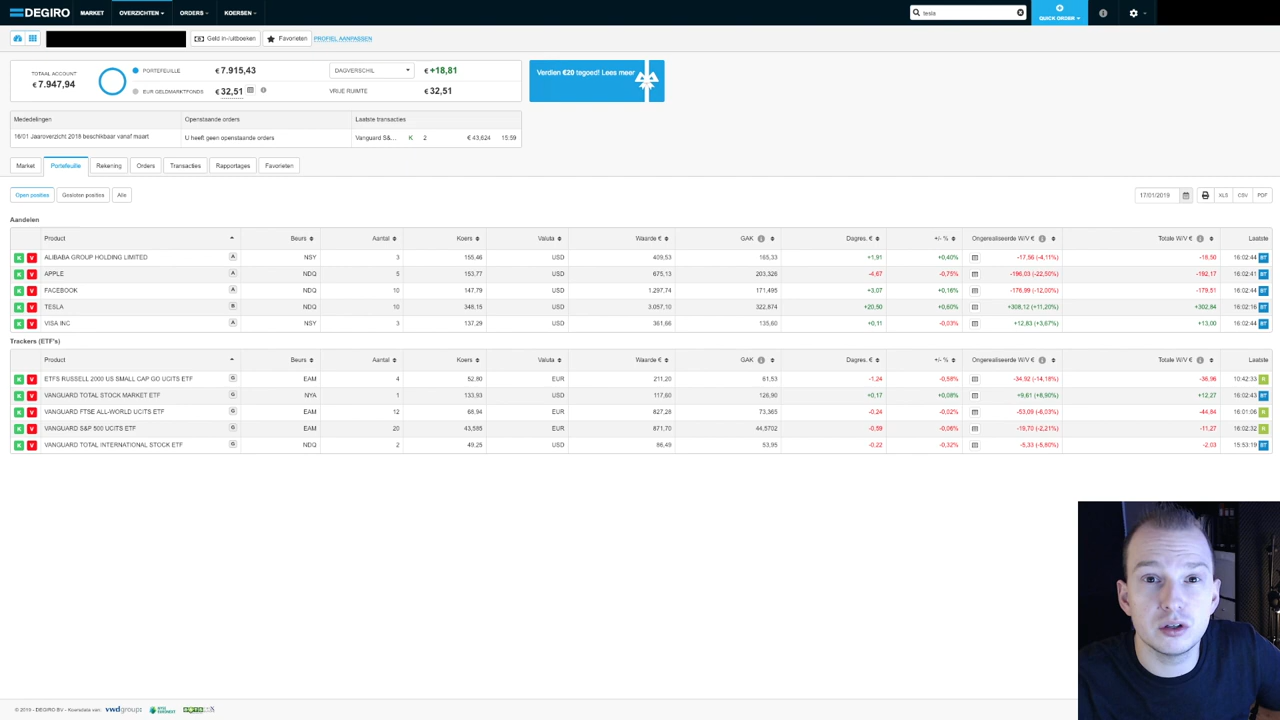 DEGIRO MARKET OVERZICHTEN ORDERS KOERSEN tesla QUICK ORDER
Geld in-/uitboeken Favorieten PROFIEL AANPASSEN
TOTAAL ACCOUNT
€ 7.947,94
PORTEFEUILLE € 7.915,43 DAGVERSCHIL € +18,81
EUR GELDMARKTFONDS € 32,51 VRIJE RUIMTE € 32,51
Verdien €20 tegoed! Lees meer
Mededelingen Openstaande orders Laatste transacties
16/01 Jaaroverzicht 2018 beschikbaar vanaf maart U heeft geen openstaande orders Vanguard S&... K 2 € 43,624 15:59
Market Portefeuille Rekening Orders Transacties Rapportages Favorieten
Open posities Gesloten posities Alle 17/01/2019 XLS CSV PDF
Aandelen
Product Beurs Aantal Koers Valuta Waarde € GAK Dagres. € +/- % Ongerealiseerde W/V € Totale W/V € Laatste
K V ALIBABA GROUP HOLDING LIMITED A NSY 3 155,46 USD 409,53 165,33 +1,91 +0,40% -17,56 (-4,11%) -18,50 16:02:44 BT
K V APPLE A NDQ 5 153,77 USD 675,13 203,326 -4,67 -0,75% -196,03 (-22,50%) -192,17 16:02:41 BT
K V FACEBOOK A NDQ 10 147,79 USD 1.297,74 171,495 +3,07 +0,16% -176,99 (-12,00%) -179,51 16:02:44 BT
K V TESLA B NDQ 10 348,15 USD 3.057,10 322,874 +20,50 +0,60% +308,12 (+11,20%) +302,84 16:02:16 BT
K V VISA INC A NSY 3 137,29 USD 361,66 135,60 +0,11 -0,03% +12,83 (+3,67%) +13,00 16:02:44 BT
Trackers (ETF's)
Product Beurs Aantal Koers Valuta Waarde € GAK Dagres. € +/- % Ongerealiseerde W/V € Totale W/V € Laatste
K V ETFS RUSSELL 2000 US SMALL CAP GO UCITS ETF G EAM 4 52,80 EUR 211,20 61,53 -1,24 -0,58% -34,92 (-14,18%) -36,96 10:42:33 R
K V VANGUARD TOTAL STOCK MARKET ETF G NYA 1 133,93 USD 117,60 126,90 +0,17 +0,08% +9,61 (+8,90%) +12,27 16:02:43 BT
K V VANGUARD FTSE ALL-WORLD UCITS ETF G EAM 12 68,94 EUR 827,28 73,365 -0,24 -0,02% -53,09 (-6,03%) -44,84 16:01:06 R
K V VANGUARD S&P 500 UCITS ETF G EAM 20 43,585 EUR 871,70 44,5702 -0,59 -0,06% -19,70 (-2,21%) -11,27 16:02:32 R
K V VANGUARD TOTAL INTERNATIONAL STOCK ETF G NDQ 2 49,25 USD 86,49 53,95 -0,22 -0,32% -5,33 (-5,80%) -2,03 15:53:19 BT
© 2019 - DEGIRO BV - Koersdata van: vwdgroup: